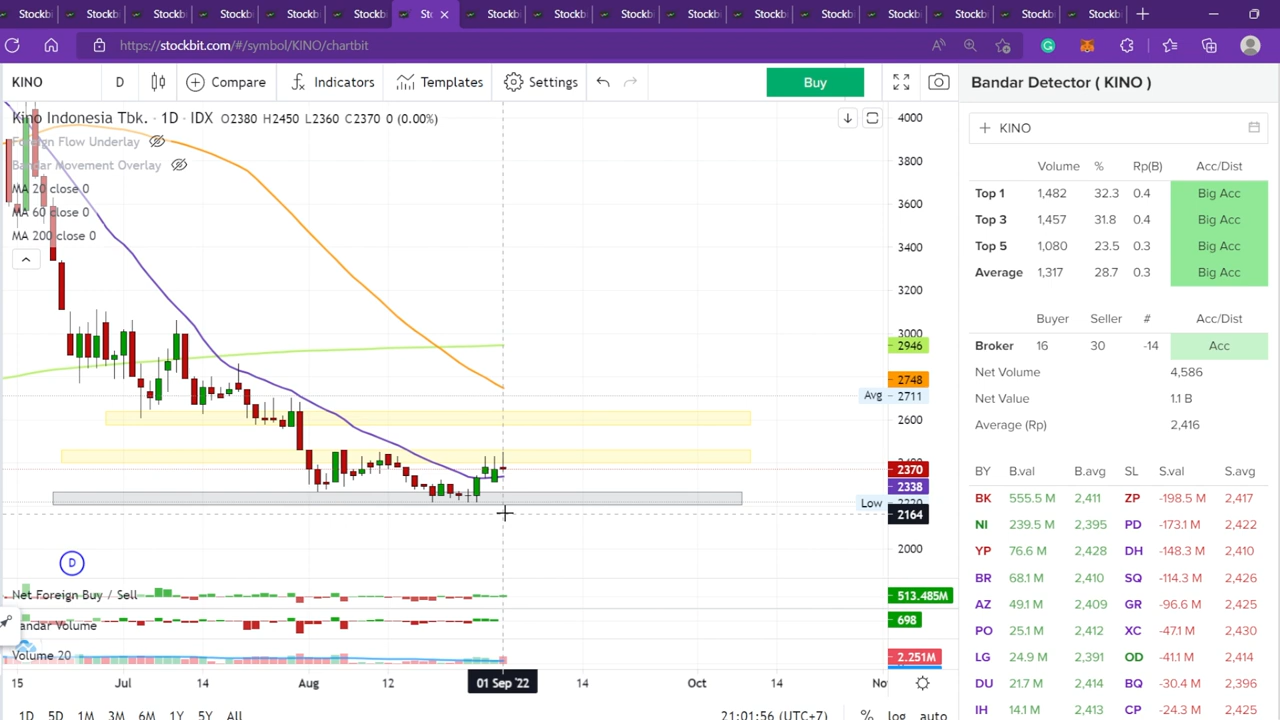 Stockbi Stockb Stockb Stockb Stockb Stockb St Stockb Stockb Stockb Stockb Stockb Stockb Stockb Stockb Stockb Stockb
https://stockbit.com/#/symbol/KINO/chartbit
KINO D Compare Indicators Templates Settings Buy
Bandar Detector ( KINO )
Kino Indonesia Tbk. · 1D · IDX O2380 H2450 L2360 C2370 0 (0.00%)
Foreign Flow Underlay
Bandar Movement Overlay
MA 20 close 0
MA 60 close 0
MA 200 close 0
4000
3800
3600
3400
3200
3000
2946
2748
Avg 2711
2600
2400
2370
2338
Low 2220
2164
2000
D
Net Foreign Buy / Sell 513.485M
Bandar Volume 698
Volume 20 2.251M
15 Jul 14 Aug 12 01 Sep '22 14 Oct 14 No
1D 5D 1M 3M 6M 1Y 5Y All 21:01:56 (UTC+7) % log auto
KINO
Volume % Rp(B) Acc/Dist
Top 1 1,482 32.3 0.4 Big Acc
Top 3 1,457 31.8 0.4 Big Acc
Top 5 1,080 23.5 0.3 Big Acc
Average 1,317 28.7 0.3 Big Acc
Buyer Seller # Acc/Dist
Broker 16 30 -14 Acc
Net Volume 4,586
Net Value 1.1 B
Average (Rp) 2,416
BY B.val B.avg SL S.val S.avg
BK 555.5 M 2,411 ZP -198.5 M 2,417
NI 239.5 M 2,395 PD -173.1 M 2,422
YP 76.6 M 2,428 DH -148.3 M 2,410
BR 68.1 M 2,410 SQ -114.3 M 2,426
AZ 49.1 M 2,409 GR -96.6 M 2,425
PO 25.1 M 2,412 XC -47.1 M 2,430
LG 24.9 M 2,391 OD -41.1 M 2,414
DU 21.7 M 2,414 BQ -30.4 M 2,396
IH 14.1 M 2,413 CP -24.3 M 2,425